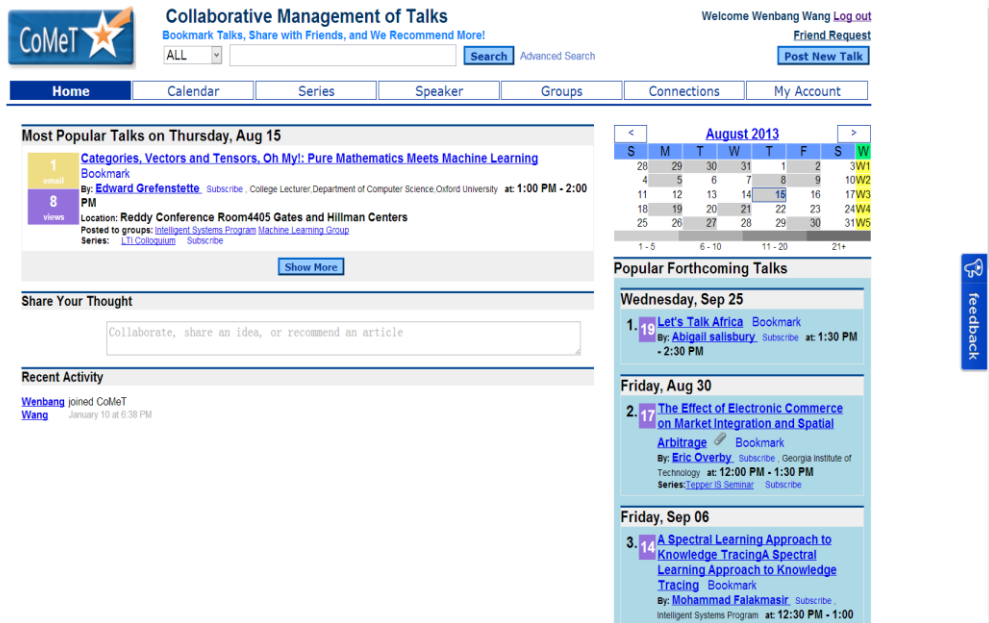 CoMeT
Collaborative Management of Talks
Bookmark Talks, Share with Friends, and We Recommend More!
ALL
Search Advanced Search
Welcome Wenbang Wang Log out
Friend Request
Post New Talk
Home Calendar Series Speaker Groups Connections My Account
Most Popular Talks on Thursday, Aug 15
1
email
8
views
Categories, Vectors and Tensors, Oh My!: Pure Mathematics Meets Machine Learning
Bookmark
By: Edward Grefenstette Subscribe , College Lecturer,Department of Computer Science,Oxford University at: 1:00 PM - 2:00
PM
Location: Reddy Conference Room4405 Gates and Hillman Centers
Posted to groups: Intelligent Systems Program Machine Learning Group
Series: LTI Colloquium Subscribe
Show More
Share Your Thought
Collaborate, share an idea, or recommend an article
Recent Activity
Wenbang joined CoMeT
Wang January 10 at 6:38 PM
< August 2013 >
S M T W T F S W
28 29 30 31 1 2 3 W1
4 5 6 7 8 9 10 W2
11 12 13 14 15 16 17 W3
18 19 20 21 22 23 24 W4
25 26 27 28 29 30 31 W5
1 - 5 6 - 10 11 - 20 21+
Popular Forthcoming Talks
Wednesday, Sep 25
1. 19 Let's Talk Africa Bookmark
By: Abigail salisbury Subscribe at: 1:30 PM
- 2:30 PM
Friday, Aug 30
2. 17 The Effect of Electronic Commerce
on Market Integration and Spatial
Arbitrage Bookmark
By: Eric Overby Subscribe , Georgia Institute of
Technology at: 12:00 PM - 1:30 PM
Series:Tepper IS Seminar Subscribe
Friday, Sep 06
3. 14 A Spectral Learning Approach to
Knowledge TracingA Spectral
Learning Approach to Knowledge
Tracing Bookmark
By: Mohammad Falakmasir Subscribe ,
Intelligent Systems Program at: 12:30 PM - 1:00
feedback